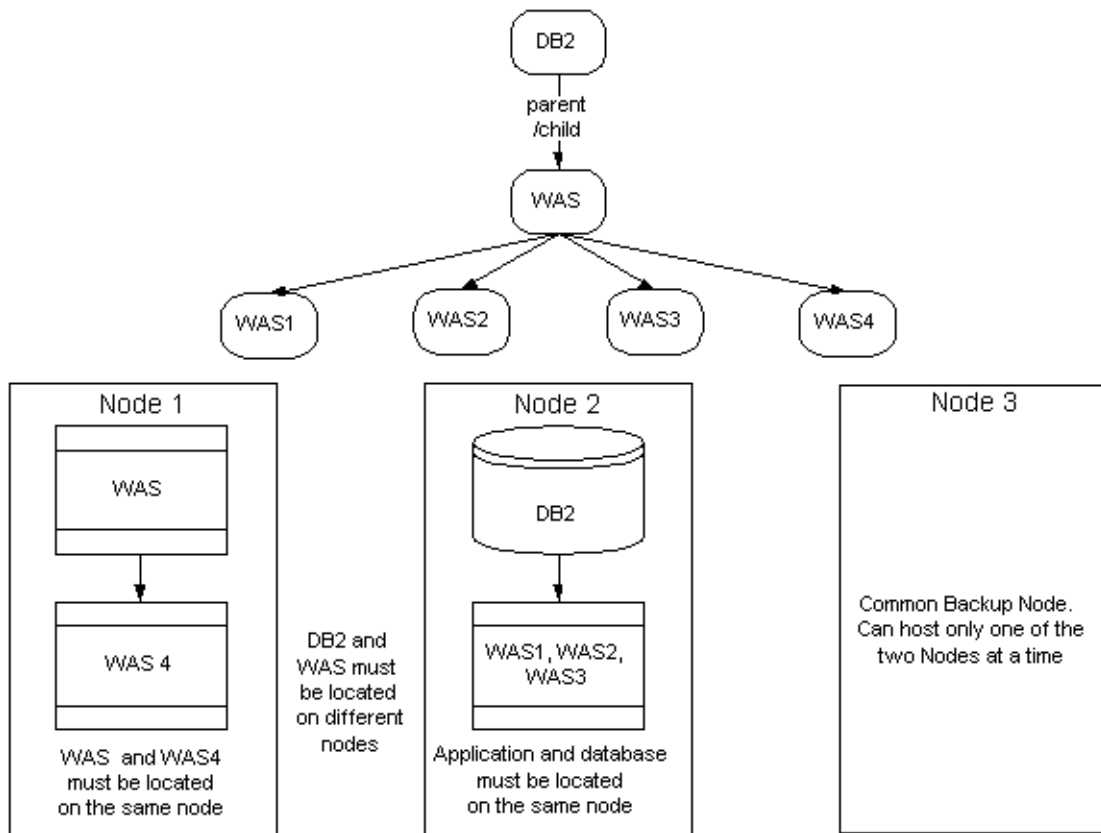 DB2
parent
/child
WAS
WAS1
WAS2
WAS3
WAS4
Node 1
WAS
WAS 4
WAS and WAS4
must be located
on the same node
DB2 and
WAS must
be located
on different
nodes
Node 2
DB2
WAS1, WAS2,
WAS3
Application and database
must be located
on the same node
Node 3
Common Backup Node.
Can host only one of the
two Nodes at a time